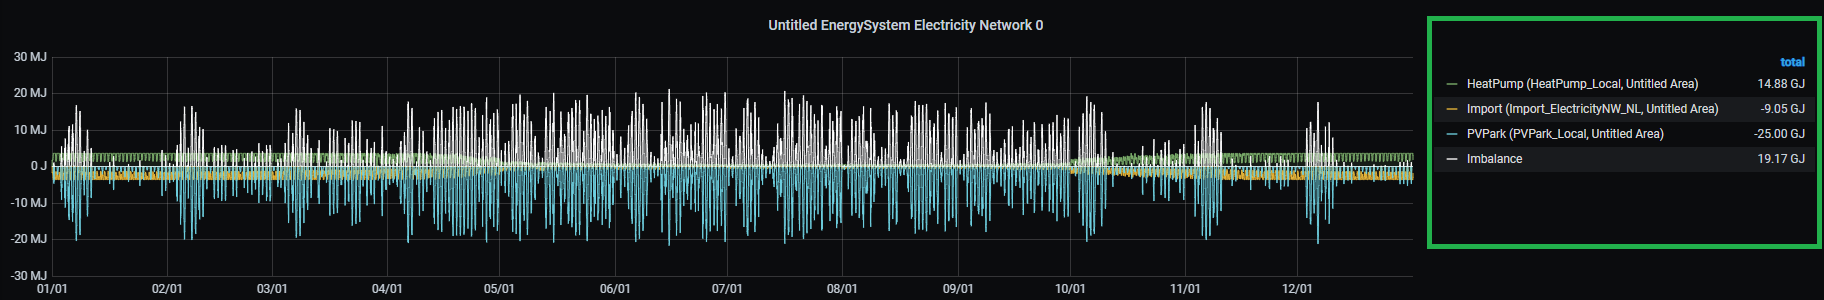 Untitled EnergySystem Electricity Network 0
30 MJ
20 MJ
10 MJ
0 J
-10 MJ
-20 MJ
-30 MJ
01/01 02/01 03/01 04/01 05/01 06/01 07/01 08/01 09/01 10/01 11/01 12/01
total
HeatPump (HeatPump_Local, Untitled Area) 14.88 GJ
Import (Import_ElectricityNW_NL, Untitled Area) -9.05 GJ
PVPark (PVPark_Local, Untitled Area) -25.00 GJ
Imbalance 19.17 GJ